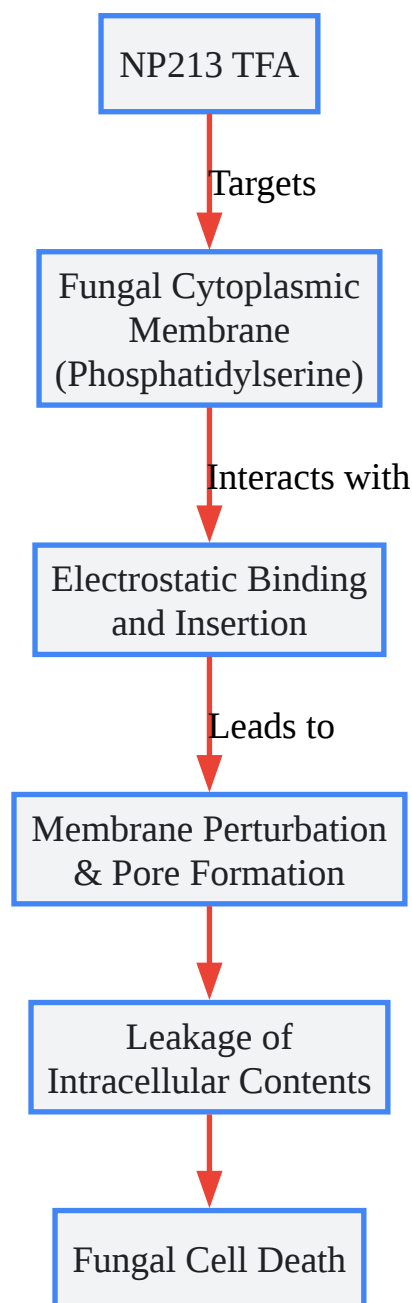 NP213 TFA
Targets
Fungal Cytoplasmic
Membrane
(Phosphatidylserine)
Interacts with
Electrostatic Binding
and Insertion
Leads to
Membrane Perturbation
& Pore Formation
Leakage of
Intracellular Contents
Fungal Cell Death